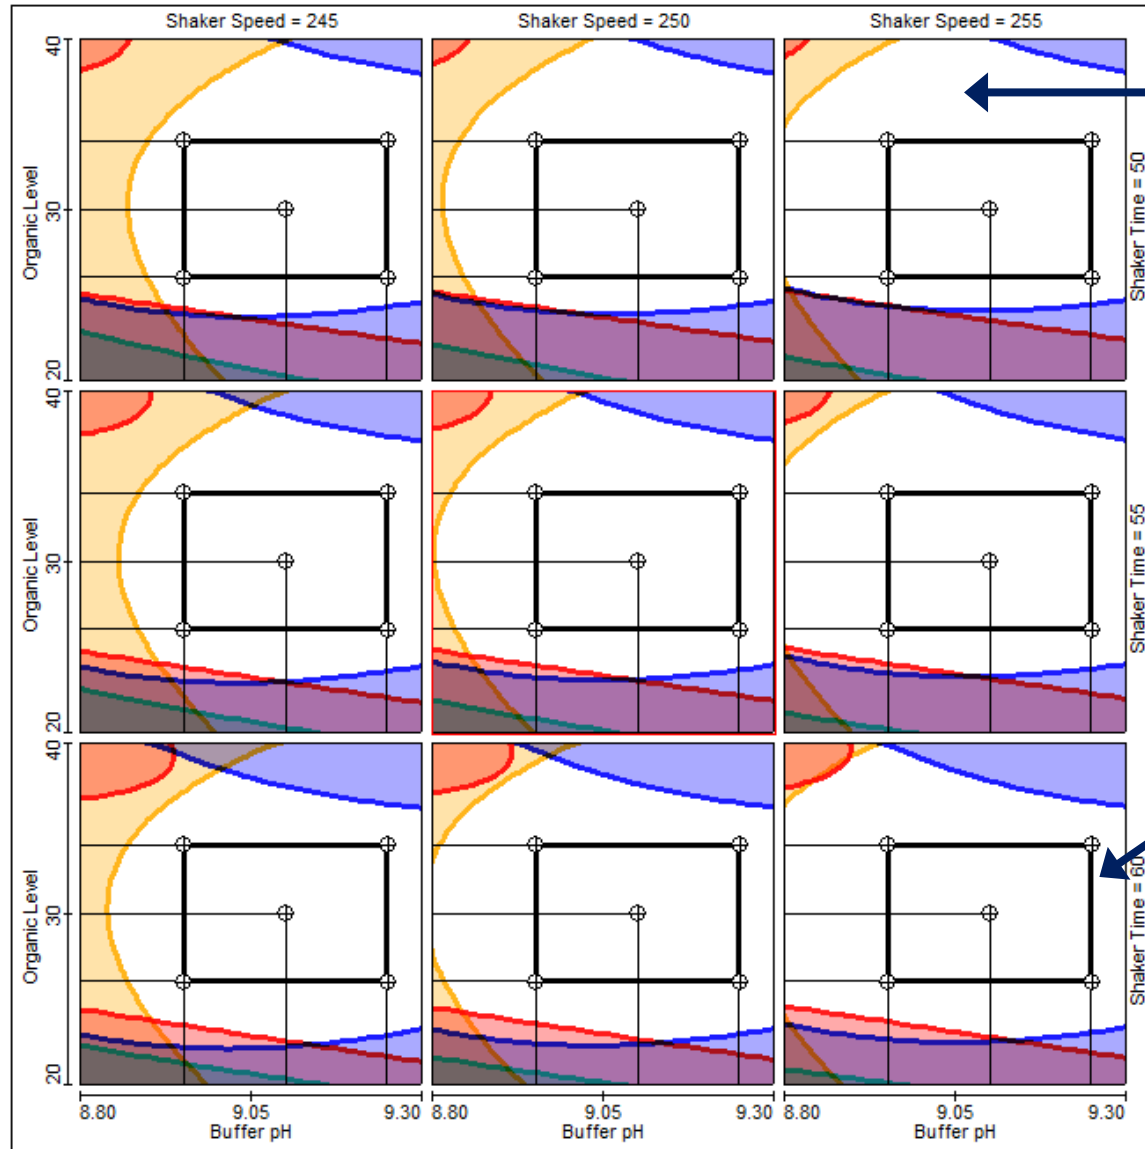 Shaker Speed = 245
Shaker Speed = 250
Shaker Speed = 255
40
30
20
Organic Level
Shaker Time = 50
40
30
20
Organic Level
Shaker Time = 55
40
30
20
Organic Level
Shaker Time = 60
8.80 9.05 9.30
8.80 9.05 9.30
8.80 9.05 9.30
Buffer pH
Buffer pH
Buffer pH